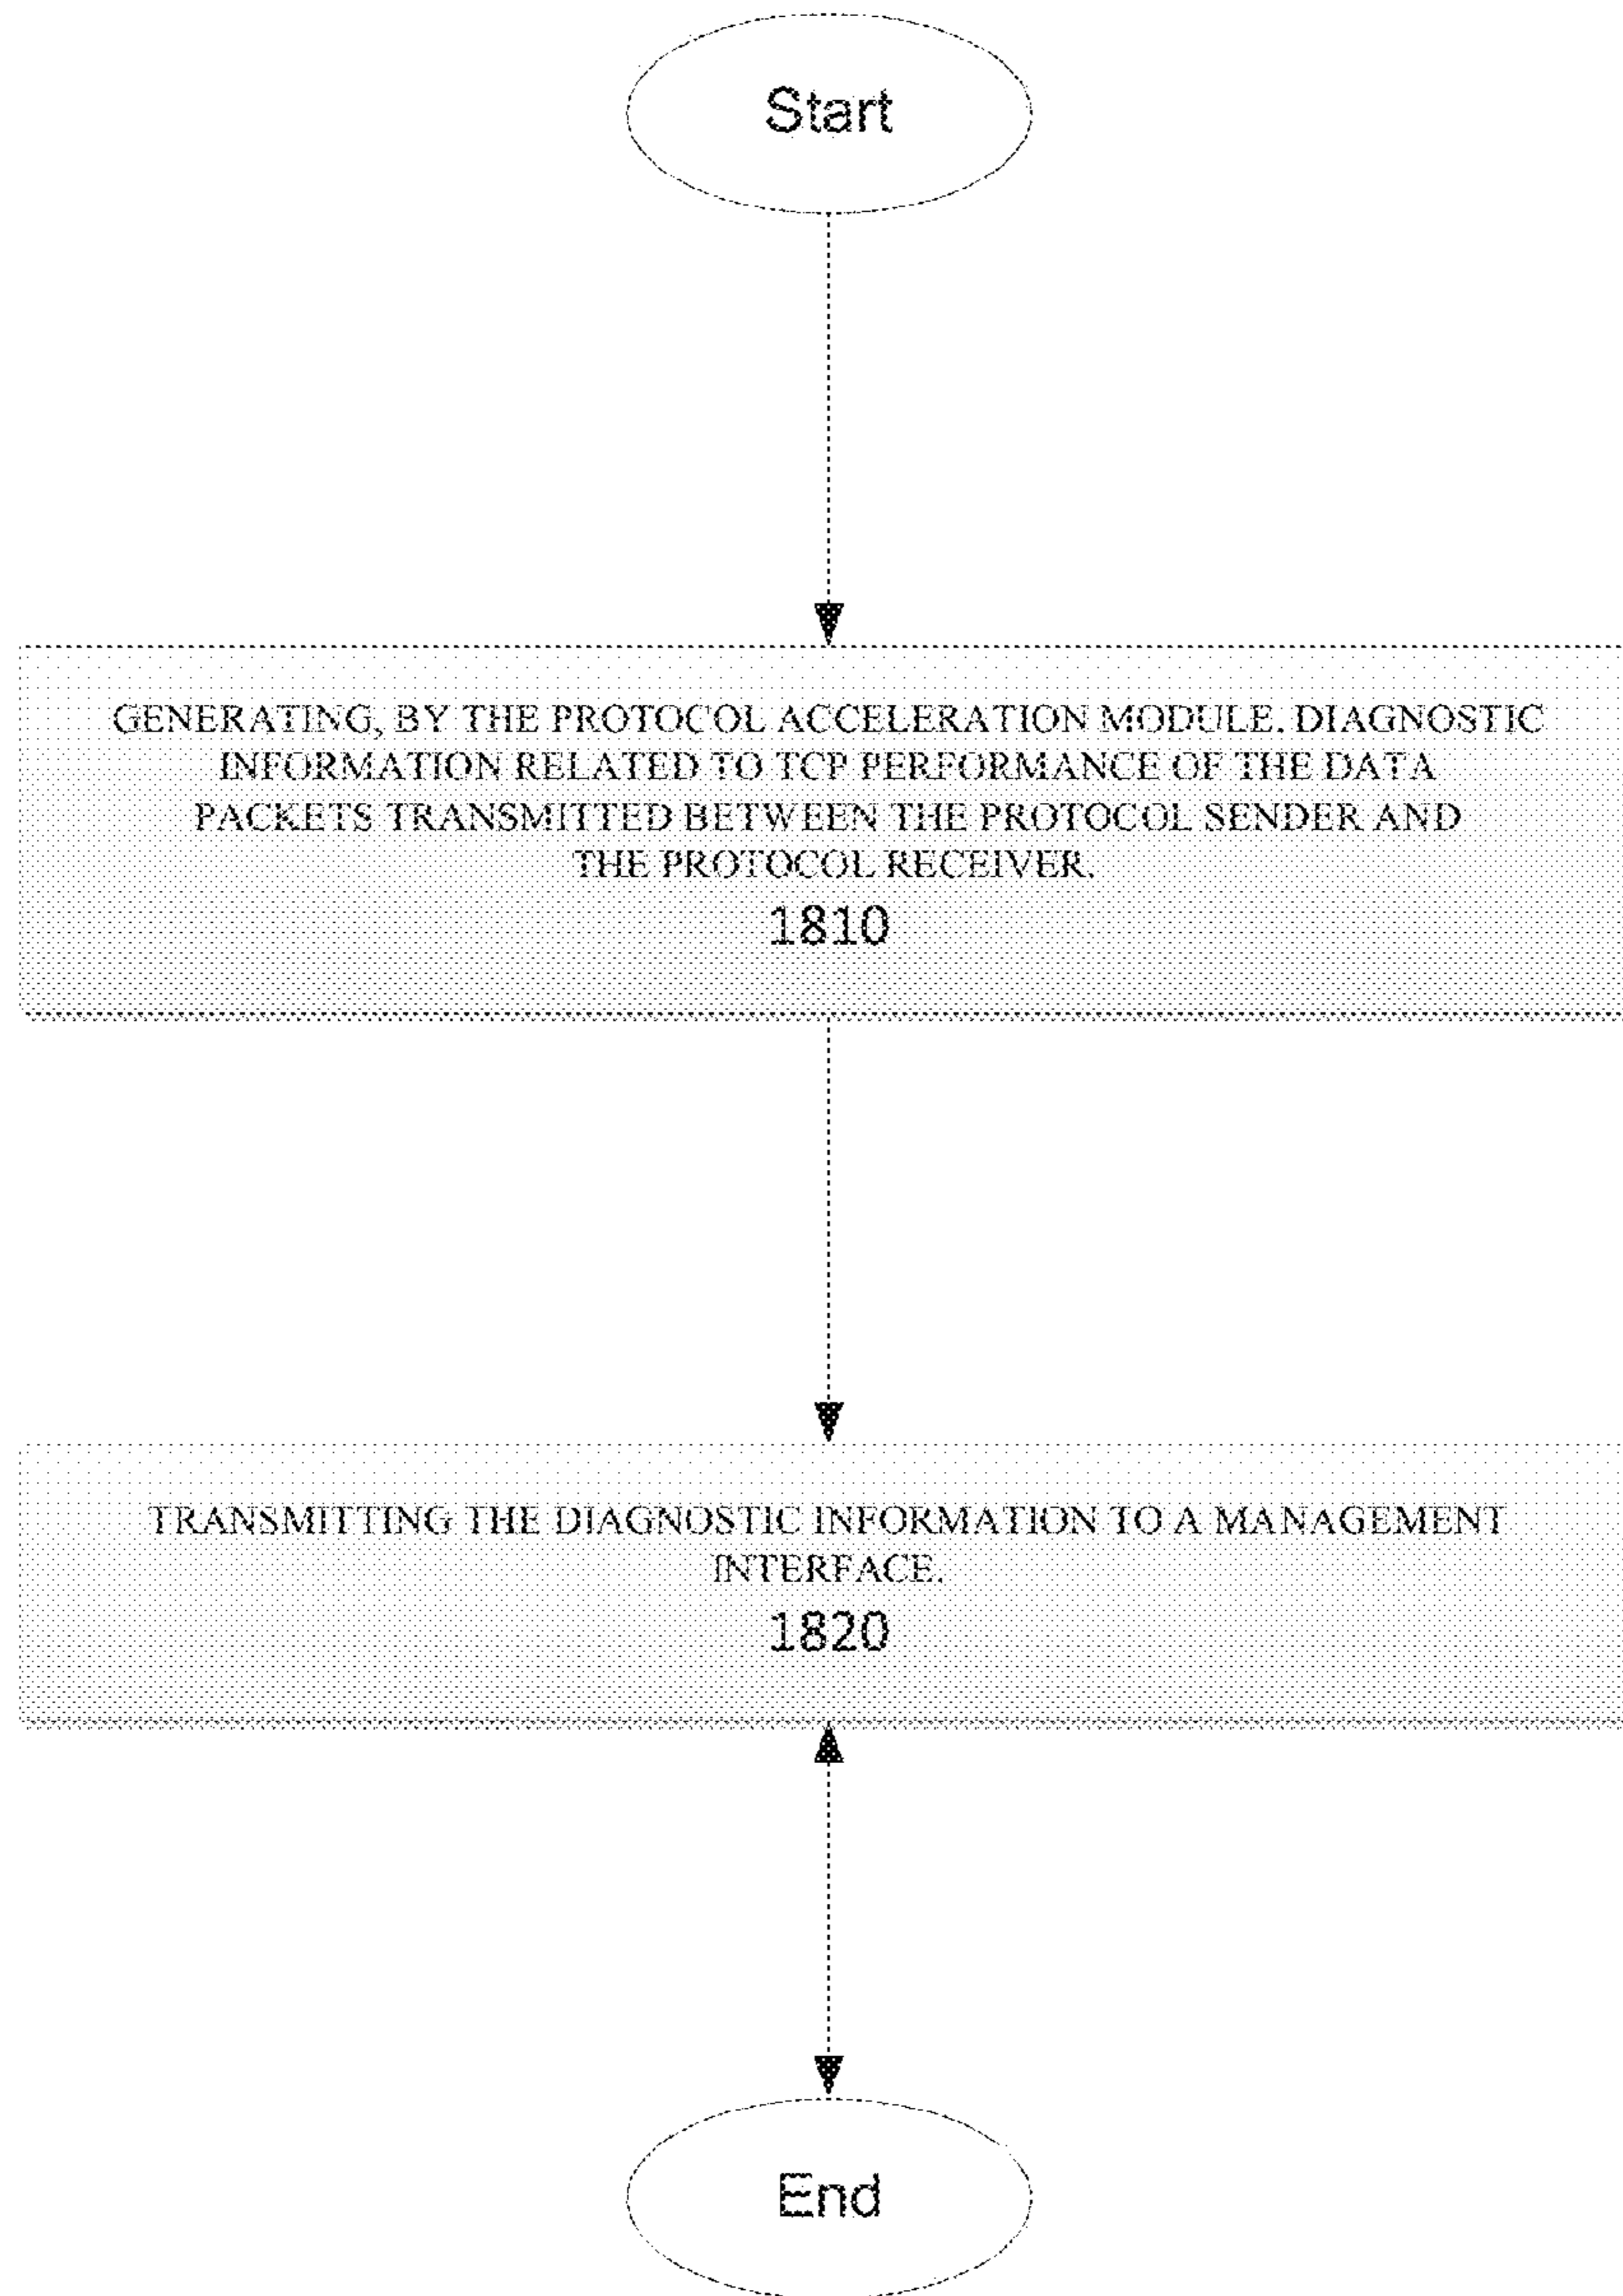 Start
GENERATING, BY THE PROTOCOL ACCELERATION MODULE, DIAGNOSTIC
INFORMATION RELATED TO TCP PERFORMANCE OF THE DATA
PACKETS TRANSMITTED BETWEEN THE PROTOCOL SENDER AND
THE PROTOCOL RECEIVER.
1810
TRANSMITTING THE DIAGNOSTIC INFORMATION TO A MANAGEMENT
INTERFACE.
1820
End